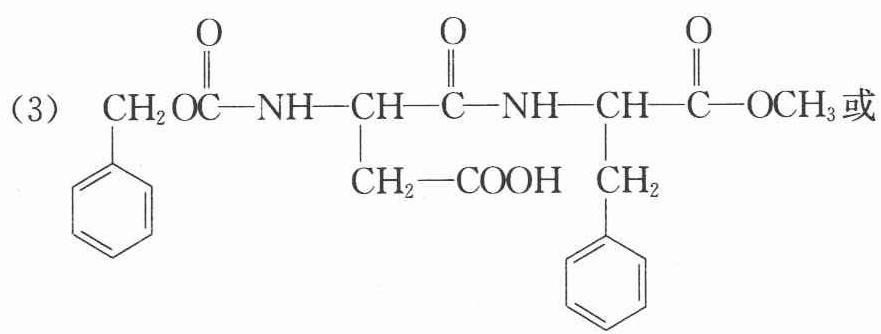 O O O
(3) CH₂OC—NH—CH—C—NH—CH—C—OCH₃或
CH₂—COOH CH₂